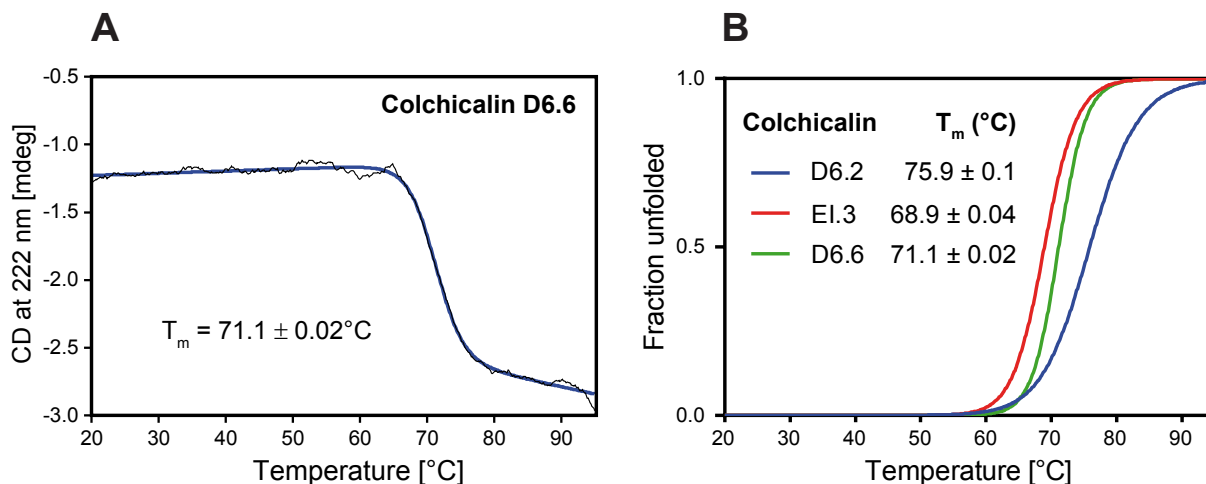 A
Colchicalin D6.6
CD at 222 nm [mdeg]
-0.5
-1.0
-1.5
-2.0
-2.5
-3.0
Tm = 71.1 ± 0.02°C
20 30 40 50 60 70 80 90
Temperature [°C]
B
Fraction unfolded
1.0
0.5
0.0
Colchicalin Tm (°C)
D6.2 75.9 ± 0.1
EI.3 68.9 ± 0.04
D6.6 71.1 ± 0.02
20 30 40 50 60 70 80 90
Temperature [°C]